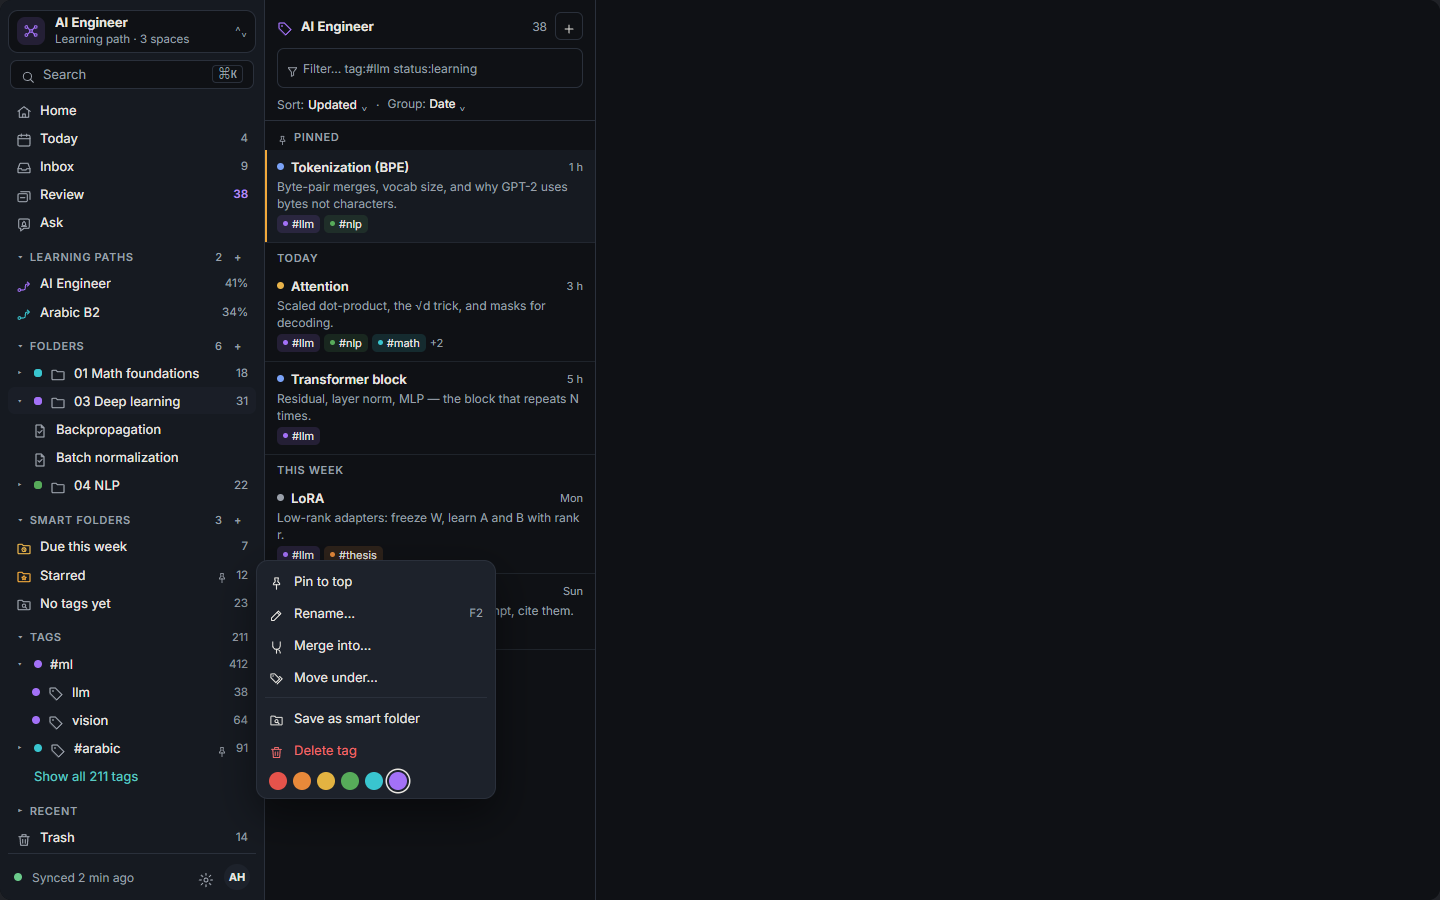 AI Engineer
Learning path · 3 spaces
Search ⌘K
Home
Today 4
Inbox 9
Review 38
Ask
LEARNING PATHS 2 +
AI Engineer 41%
Arabic B2 34%
FOLDERS 6 +
01 Math foundations 18
03 Deep learning 31
Backpropagation
Batch normalization
04 NLP 22
SMART FOLDERS 3 +
Due this week 7
Starred 12
No tags yet 23
TAGS 211
#ml 412
llm 38
vision 64
#arabic 91
Show all 211 tags
RECENT
Trash 14
Synced 2 min ago AH
AI Engineer 38 +
Filter... tag:#llm status:learning
Sort: Updated · Group: Date
PINNED
Tokenization (BPE) 1 h
Byte-pair merges, vocab size, and why GPT-2 uses
bytes not characters.
#llm #nlp
TODAY
Attention 3 h
Scaled dot-product, the √d trick, and masks for
decoding.
#llm #nlp #math +2
Transformer block 5 h
Residual, layer norm, MLP — the block that repeats N
times.
#llm
THIS WEEK
LoRA Mon
Low-rank adapters: freeze W, learn A and B with rank
r.
#llm #thesis
Sun
cite them.
Pin to top
Rename... F2
Merge into...
Move under...
Save as smart folder
Delete tag